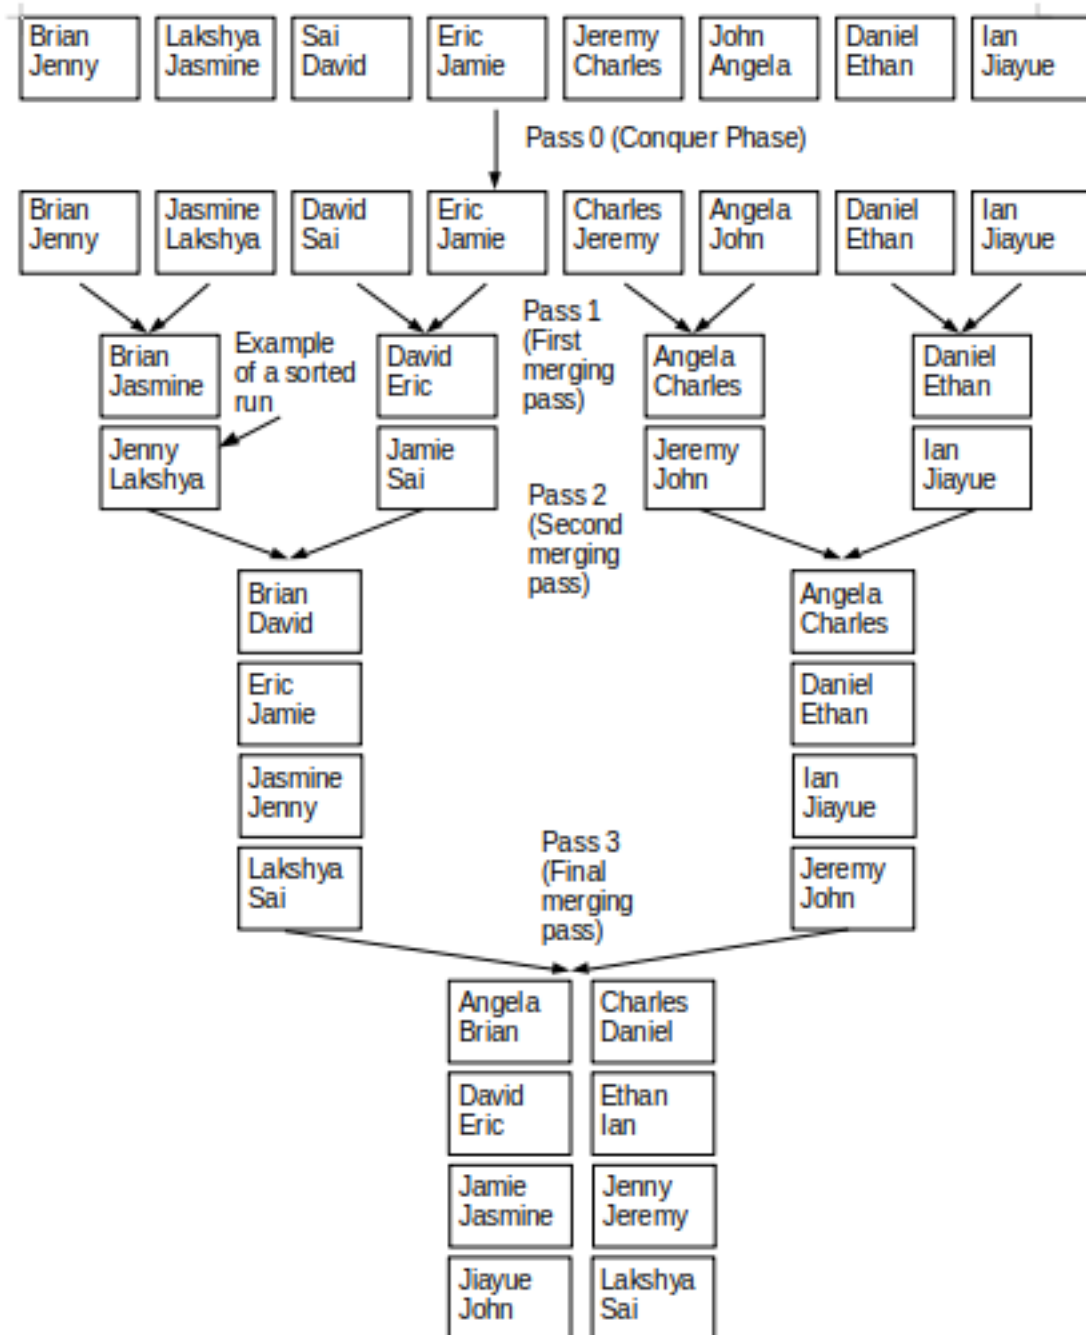 Brian
Jenny
Lakshya
Jasmine
Sai
David
Eric
Jamie
Jeremy
Charles
John
Angela
Daniel
Ethan
Ian
Jiayue
Pass 0 (Conquer Phase)
Brian
Jenny
Jasmine
Lakshya
David
Sai
Eric
Jamie
Charles
Jeremy
Angela
John
Daniel
Ethan
Ian
Jiayue
Pass 1
(First
merging
pass)
Brian
Jasmine
Example
of a sorted
run
David
Eric
Angela
Charles
Daniel
Ethan
Jenny
Lakshya
Jamie
Sai
Jeremy
John
Ian
Jiayue
Pass 2
(Second
merging
pass)
Brian
David
Angela
Charles
Eric
Jamie
Daniel
Ethan
Jasmine
Jenny
Ian
Jiayue
Lakshya
Sai
Jeremy
John
Pass 3
(Final
merging
pass)
Angela
Brian
Charles
Daniel
David
Eric
Ethan
Ian
Jamie
Jasmine
Jenny
Jeremy
Jiayue
John
Lakshya
Sai